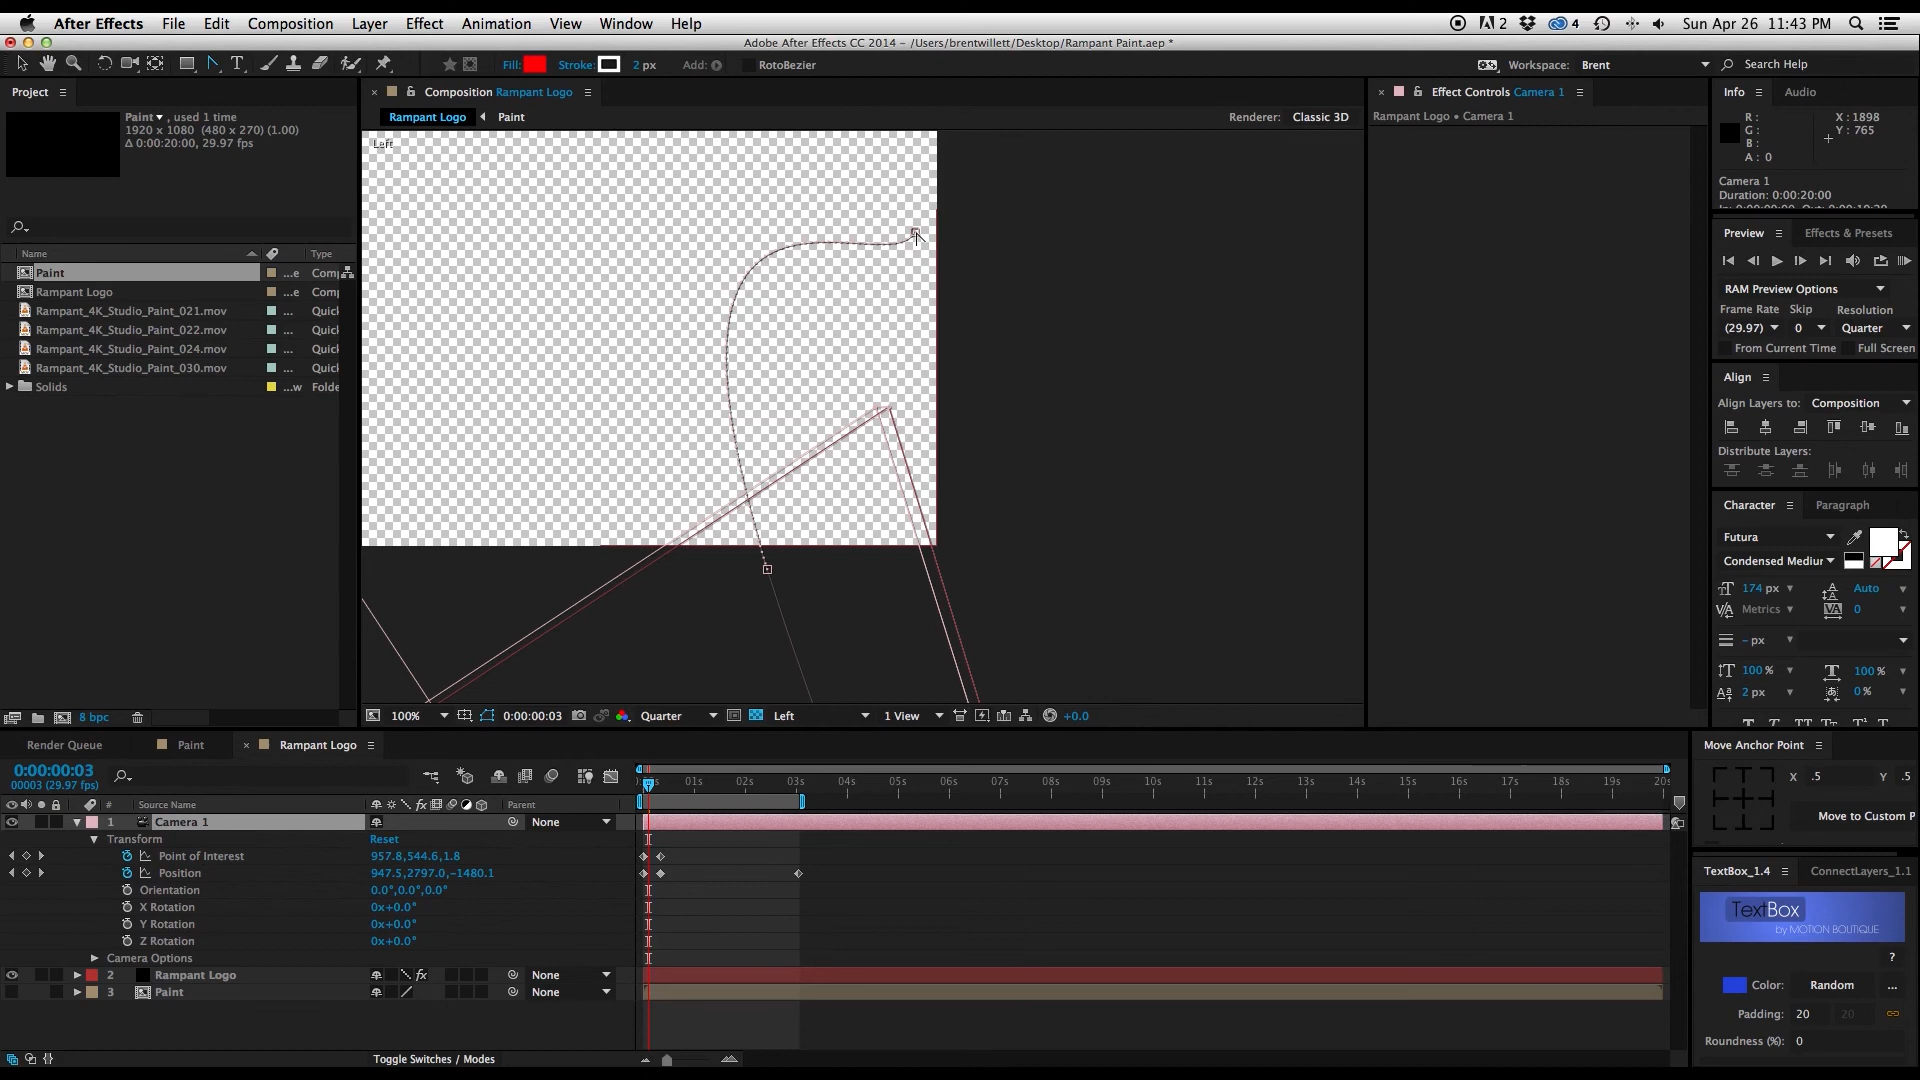 After Effects File Edit Composition Layer Effect Animation View Window Help 2 4 Sun Apr 26 11:43 PM
Adobe After Effects CC 2014 - /Users/brentwillett/Desktop/Rampant Paint.aep *
Fill: Stroke: 2 px Add: RotoBezier Workspace: Brent Search Help
Project Composition Rampant Logo Effect Controls Camera 1 Info Audio
Paint , used 1 time
1920 x 1080 (480 x 270) (1.00)
Δ 0:00:20:00, 29.97 fps
Rampant Logo Paint Renderer: Classic 3D
Rampant Logo • Camera 1
Left
R: X : 1898
G: Y : 765
B:
A : 0
Camera 1
Duration: 0:00:20:00
Preview Effects & Presets
Name Type
Paint ...e Comp
Rampant Logo ...e Comp
Rampant_4K_Studio_Paint_021.mov ... Quick
Rampant_4K_Studio_Paint_022.mov ... Quick
Rampant_4K_Studio_Paint_024.mov ... Quick
Rampant_4K_Studio_Paint_030.mov ... Quick
Solids ...w Folde
RAM Preview Options
Frame Rate Skip Resolution
(29.97) 0 Quarter
From Current Time Full Screen
Align
Align Layers to: Composition
Distribute Layers:
Character Paragraph
Futura
Condensed Mediur
174 px Auto
Metrics 0
- px
100 % 100 %
2 px 0 %
8 bpc
100% 0:00:00:03 Quarter Left 1 View +0.0
Render Queue Paint Rampant Logo
0:00:00:03
00003 (29.97 fps)
01s 02s 03s 04s 05s 06s 07s 08s 09s 10s 11s 12s 13s 14s 15s 16s 17s 18s 19s 20s
# Source Name Parent
1 Camera 1 None
Transform Reset
Point of Interest 957.8,544.6,1.8
Position 947.5,2797.0,-1480.1
Orientation 0.0°,0.0°,0.0°
X Rotation 0x+0.0°
Y Rotation 0x+0.0°
Z Rotation 0x+0.0°
Camera Options
2 Rampant Logo None
3 Paint None
Toggle Switches / Modes
Move Anchor Point
X .5 Y .5
Move to Custom P
TextBox_1.4 ConnectLayers_1.1
TextBox
by MOTION BOUTIQUE
?
Color: Random ...
Padding: 20 20
Roundness (%): 0